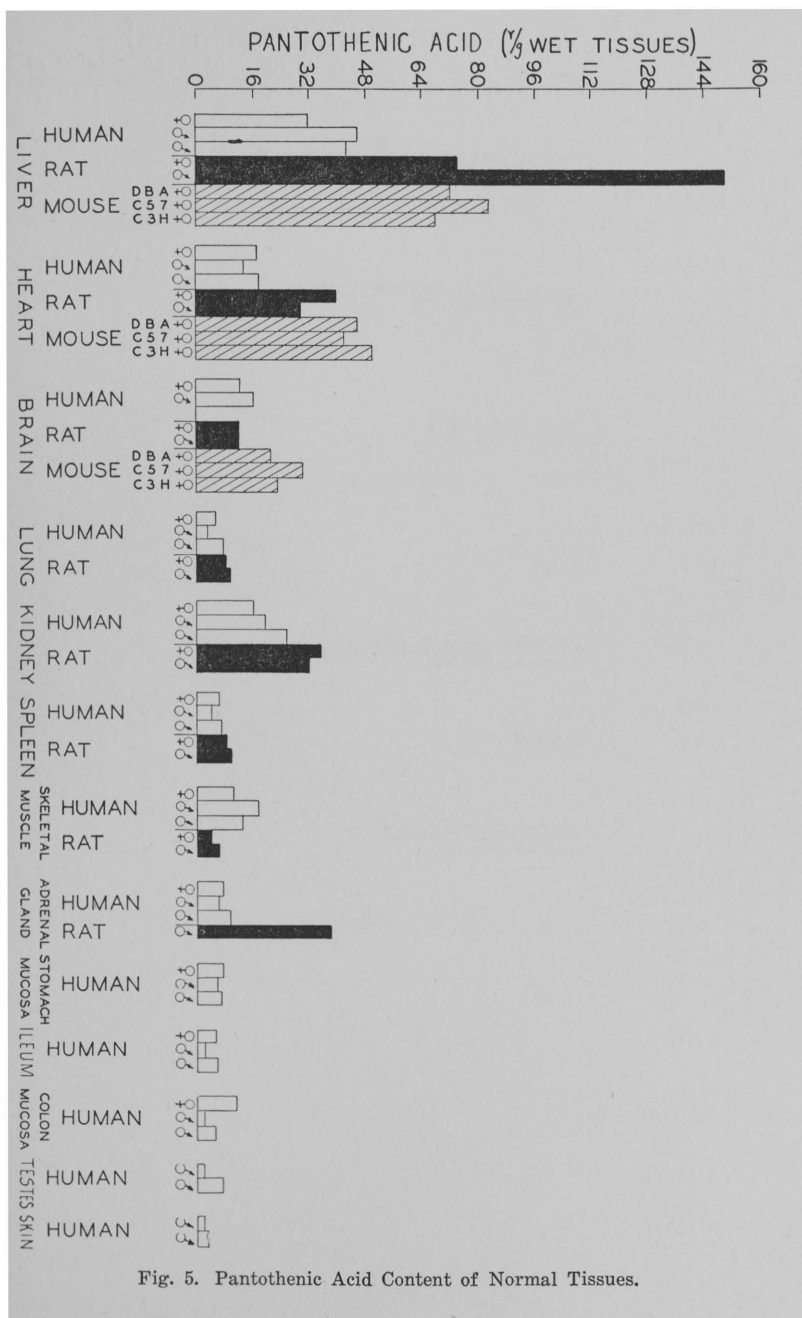 PANTOTHENIC ACID (γ/g WET TISSUES)
0 16 32 48 64 80 96 112 128 144 160
LIVER
♀
HUMAN ♂
♂
RAT ♀
♂
DBA ♀
MOUSE C57 ♀
C3H ♀
HEART
♀
HUMAN ♂
♂
RAT ♀
♂
DBA ♀
MOUSE C57 ♀
C3H ♀
BRAIN
♀
HUMAN ♂
RAT ♀
♂
DBA ♀
MOUSE C57 ♀
C3H ♀
LUNG
♀
HUMAN ♂
♂
RAT ♀
♂
KIDNEY
♀
HUMAN ♂
♂
RAT ♀
♂
SPLEEN
♀
HUMAN ♂
♂
RAT ♀
♂
SKELETAL
MUSCLE
♀
HUMAN ♂
♂
RAT ♀
♂
ADRENAL
GLAND
♀
HUMAN ♂
♂
RAT ♂
STOMACH
MUCOSA
♀
HUMAN ♂
♂
ILEUM
♀
HUMAN ♂
♂
COLON
MUCOSA
♀
HUMAN ♂
♂
TESTES
HUMAN ♂
♂
SKIN
HUMAN ♂
♂
Fig. 5. Pantothenic Acid Content of Normal Tissues.